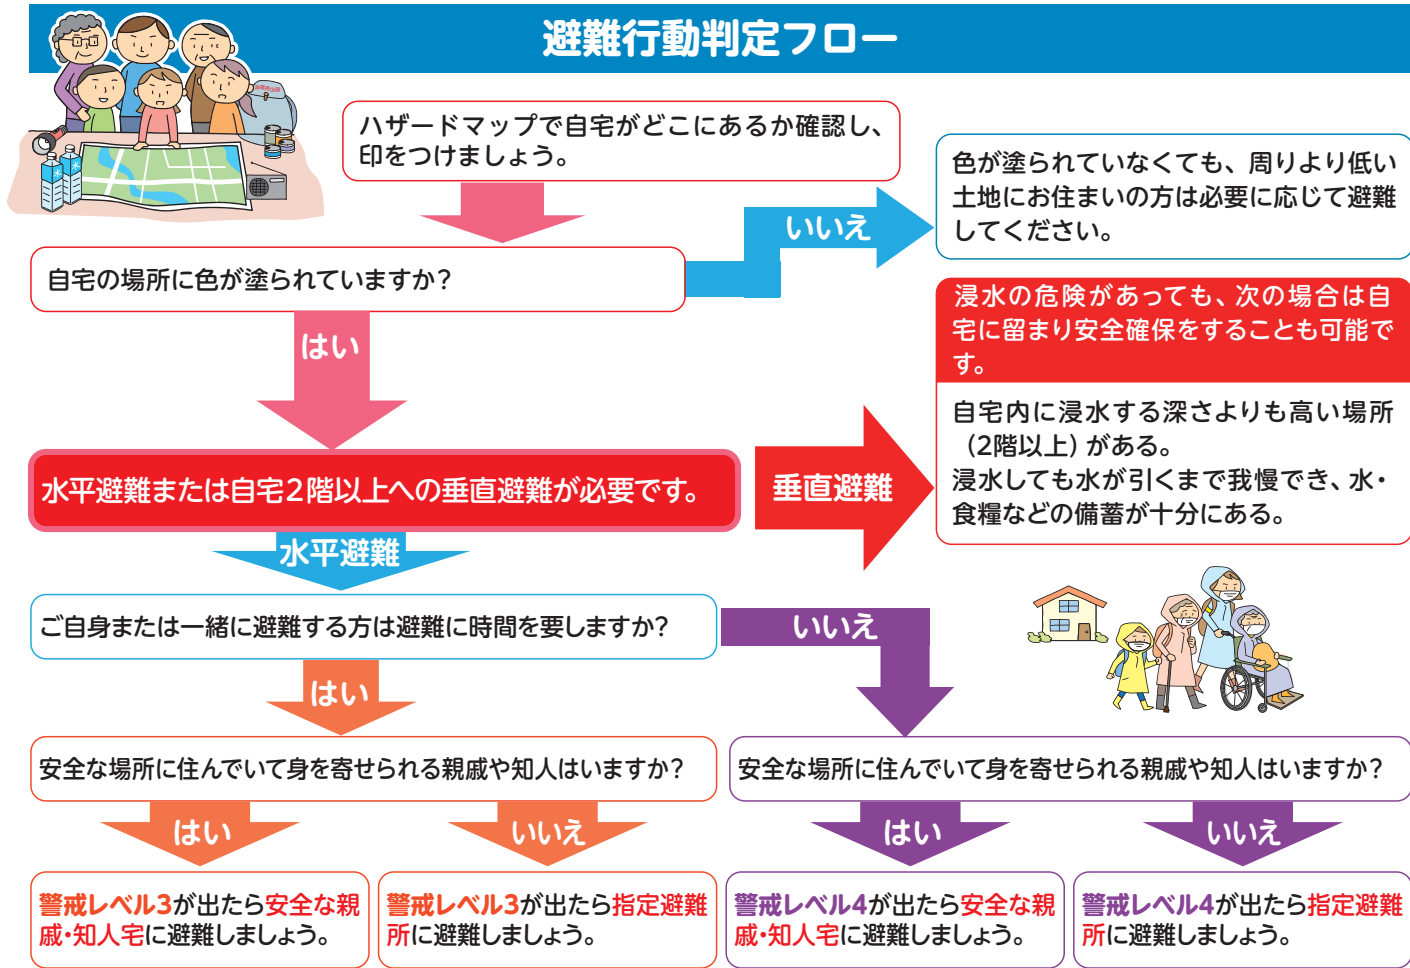 避難行動判定フロー
ハザードマップで自宅がどこにあるか確認し、
印をつけましょう。
いいえ
色が塗られていなくても、周りより低い
土地にお住まいの方は必要に応じて避難
してください。
自宅の場所に色が塗られていますか?
はい
浸水の危険があっても、次の場合は自
宅に留まり安全確保をすることも可能で
す。
自宅内に浸水する深さよりも高い場所
(2階以上)がある。
浸水しても水が引くまで我慢でき、水・
食糧などの備蓄が十分にある。
水平避難または自宅2階以上への垂直避難が必要です。
垂直避難
水平避難
ご自身または一緒に避難する方は避難に時間を要しますか?
いいえ
はい
安全な場所に住んでいて身を寄せられる親戚や知人はいますか?
安全な場所に住んでいて身を寄せられる親戚や知人はいますか?
はい
いいえ
はい
いいえ
警戒レベル3が出たら安全な親
戚・知人宅に避難しましょう。
警戒レベル3が出たら指定避難
所に避難しましょう。
警戒レベル4が出たら安全な親
戚・知人宅に避難しましょう。
警戒レベル4が出たら指定避難
所に避難しましょう。
水
水